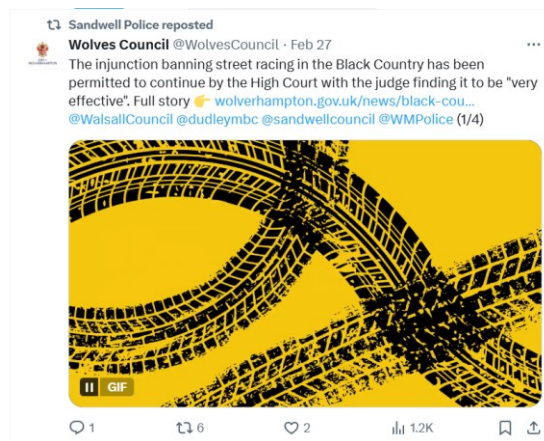 Sandwell Police reposted
Wolves Council @WolvesCouncil · Feb 27
The injunction banning street racing in the Black Country has been
permitted to continue by the High Court with the judge finding it to be "very
effective". Full story 👉 wolverhampton.gov.uk/news/black-cou...
@WalsallCouncil @dudleymbc @sandwellcouncil @WMPolice (1/4)
GIF
1 6 2 1.2K